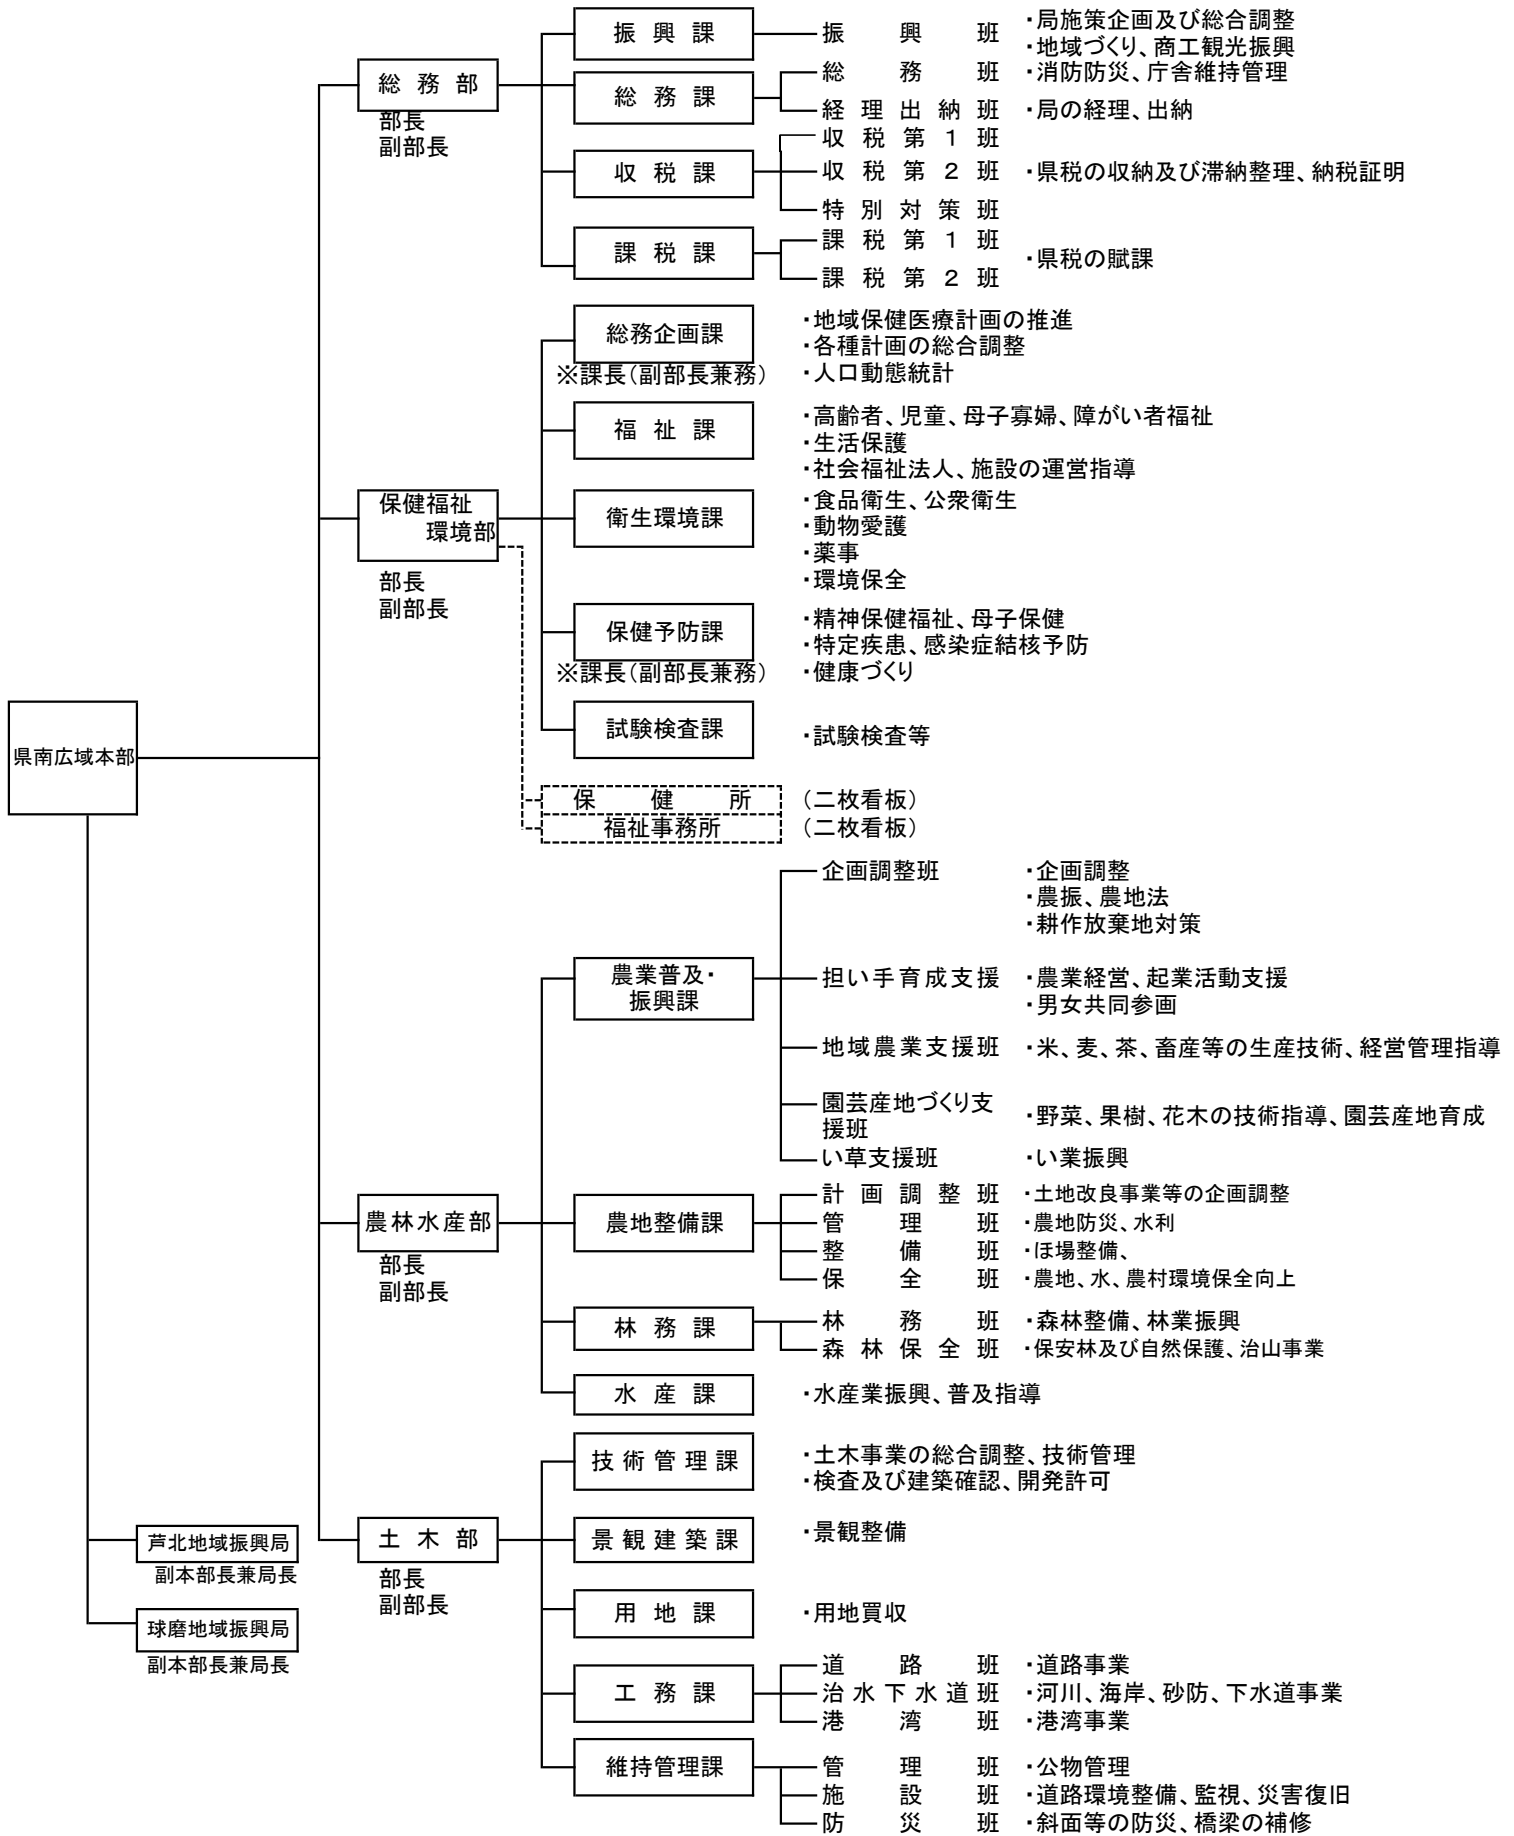 県南広域本部
芦北地域振興局
副本部長兼局長
球磨地域振興局
副本部長兼局長
総務部
部長
副部長
振興課
振興班
・局施策企画及び総合調整
・地域づくり、商工観光振興
総務課
総務班
・消防防災、庁舎維持管理
経理出納班
・局の経理、出納
収税課
収税第1班
収税第2班
・県税の収納及び滞納整理、納税証明
特別対策班
課税課
課税第1班
課税第2班
・県税の賦課
保健福祉
環境部
部長
副部長
総務企画課
※課長(副部長兼務)
・地域保健医療計画の推進
・各種計画の総合調整
・人口動態統計
福祉課
・高齢者、児童、母子寡婦、障がい者福祉
・生活保護
・社会福祉法人、施設の運営指導
衛生環境課
・食品衛生、公衆衛生
・動物愛護
・薬事
・環境保全
保健予防課
※課長(副部長兼務)
・精神保健福祉、母子保健
・特定疾患、感染症結核予防
・健康づくり
試験検査課
・試験検査等
保健所
(二枚看板)
福祉事務所
(二枚看板)
農林水産部
部長
副部長
農業普及・
振興課
企画調整班
・企画調整
・農振、農地法
・耕作放棄地対策
担い手育成支援
・農業経営、起業活動支援
・男女共同参画
地域農業支援班
・米、麦、茶、畜産等の生産技術、経営管理指導
園芸産地づくり支
援班
・野菜、果樹、花木の技術指導、園芸産地育成
い草支援班
・い業振興
農地整備課
計画調整班
・土地改良事業等の企画調整
管理班
・農地防災、水利
整備班
・ほ場整備、
保全班
・農地、水、農村環境保全向上
林務課
林務班
・森林整備、林業振興
森林保全班
・保安林及び自然保護、治山事業
水産課
・水産業振興、普及指導
土木部
部長
副部長
技術管理課
・土木事業の総合調整、技術管理
・検査及び建築確認、開発許可
景観建築課
・景観整備
用地課
・用地買収
工務課
道路班
・道路事業
治水下水道班
・河川、海岸、砂防、下水道事業
港湾班
・港湾事業
維持管理課
管理班
・公物管理
施設班
・道路環境整備、監視、災害復旧
防災班
・斜面等の防災、橋梁の補修